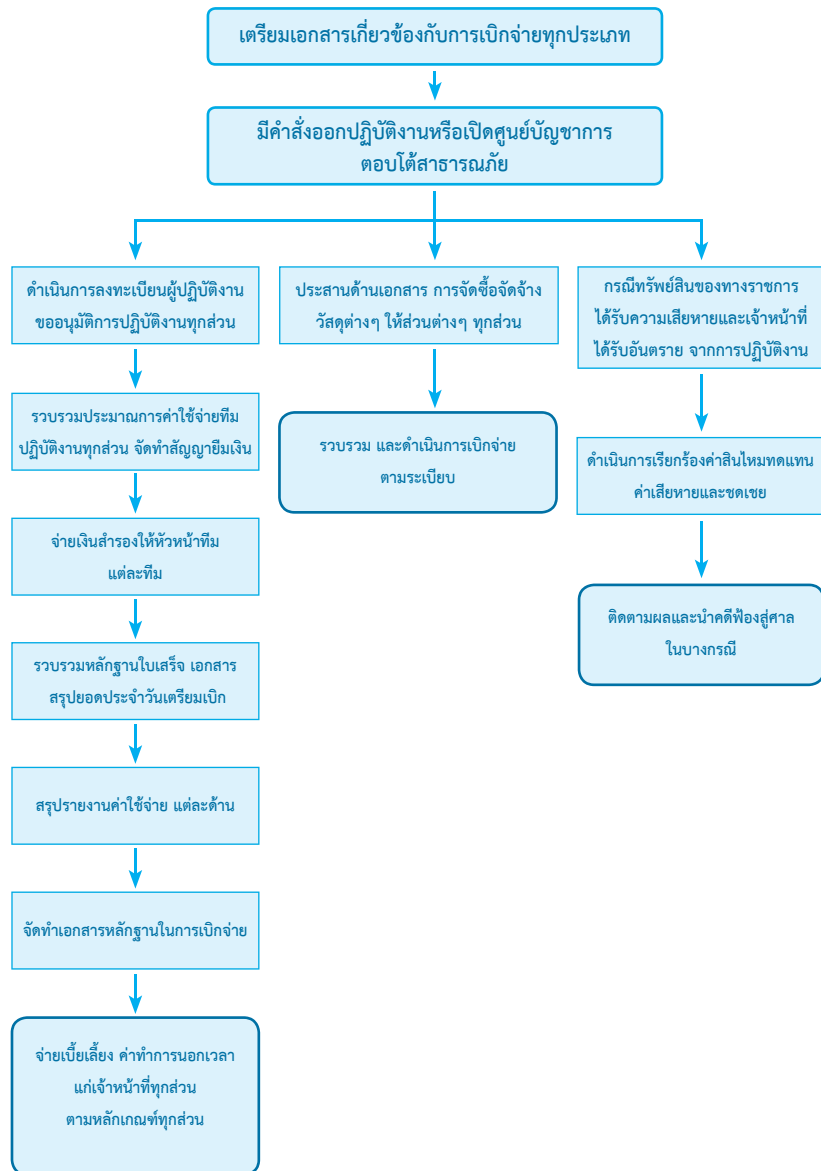 เตรียมเอกสารเกี่ยวข้องกับการเบิกจ่ายทุกประเภท
มีคำสั่งออกปฏิบัติงานหรือเปิดศูนย์บัญชาการ
ตอบโต้สาธารณภัย
ดำเนินการลงทะเบียนผู้ปฏิบัติงาน
ขออนุมัติการปฏิบัติงานทุกส่วน
รวบรวมประมาณการค่าใช้จ่ายทีม
ปฏิบัติงานทุกส่วน จัดทำสัญญายืมเงิน
จ่ายเงินสำรองให้หัวหน้าทีม
แต่ละทีม
รวบรวมหลักฐานใบเสร็จ เอกสาร
สรุปยอดประจำวันเตรียมเบิก
สรุปรายงานค่าใช้จ่าย แต่ละด้าน
จัดทำเอกสารหลักฐานในการเบิกจ่าย
จ่ายเบี้ยเลี้ยง ค่าทำการนอกเวลา
แก่เจ้าหน้าที่ทุกส่วน
ตามหลักเกณฑ์ทุกส่วน
ประสานด้านเอกสาร การจัดซื้อจัดจ้าง
วัสดุต่างๆ ให้ส่วนต่างๆ ทุกส่วน
รวบรวม และดำเนินการเบิกจ่าย
ตามระเบียบ
กรณีทรัพย์สินของทางราชการ
ได้รับความเสียหายและเจ้าหน้าที่
ได้รับอันตราย จากการปฏิบัติงาน
ดำเนินการเรียกร้องค่าสินไหมทดแทน
ค่าเสียหายและชดเชย
ติดตามผลและนำคดีฟ้องสู่ศาล
ในบางกรณี